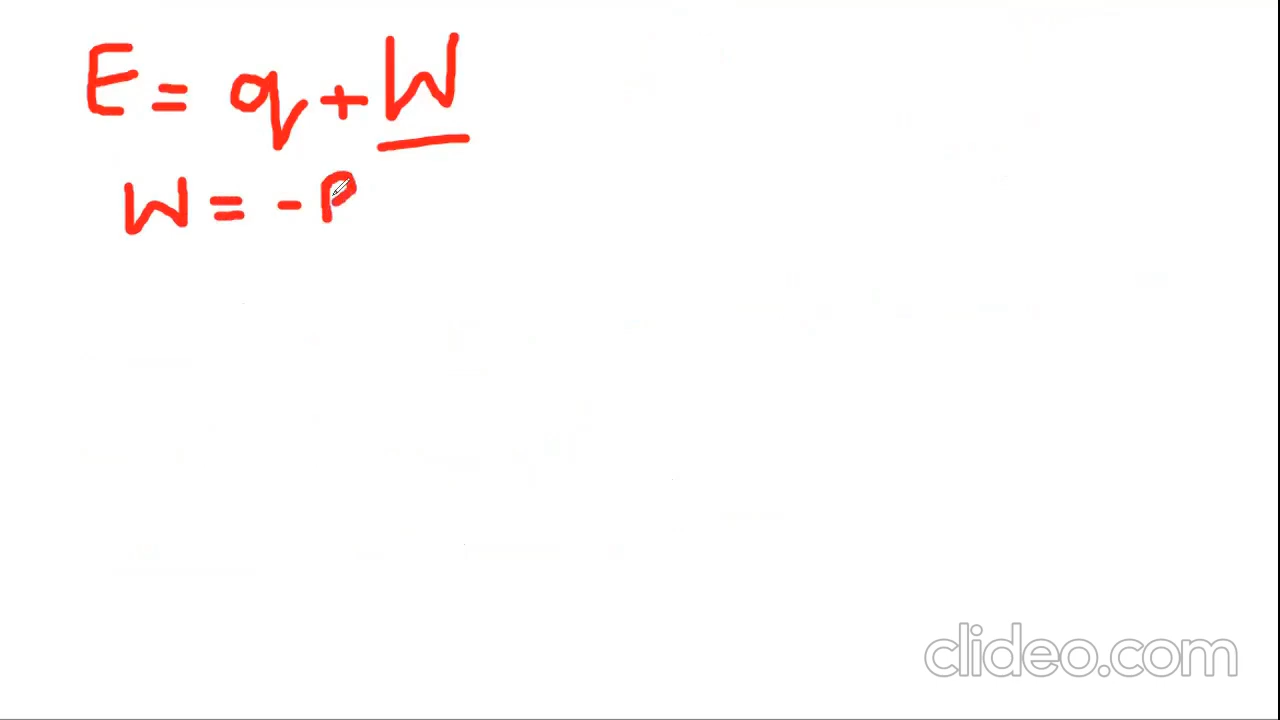 E = q + W
W = - P
clideo.com